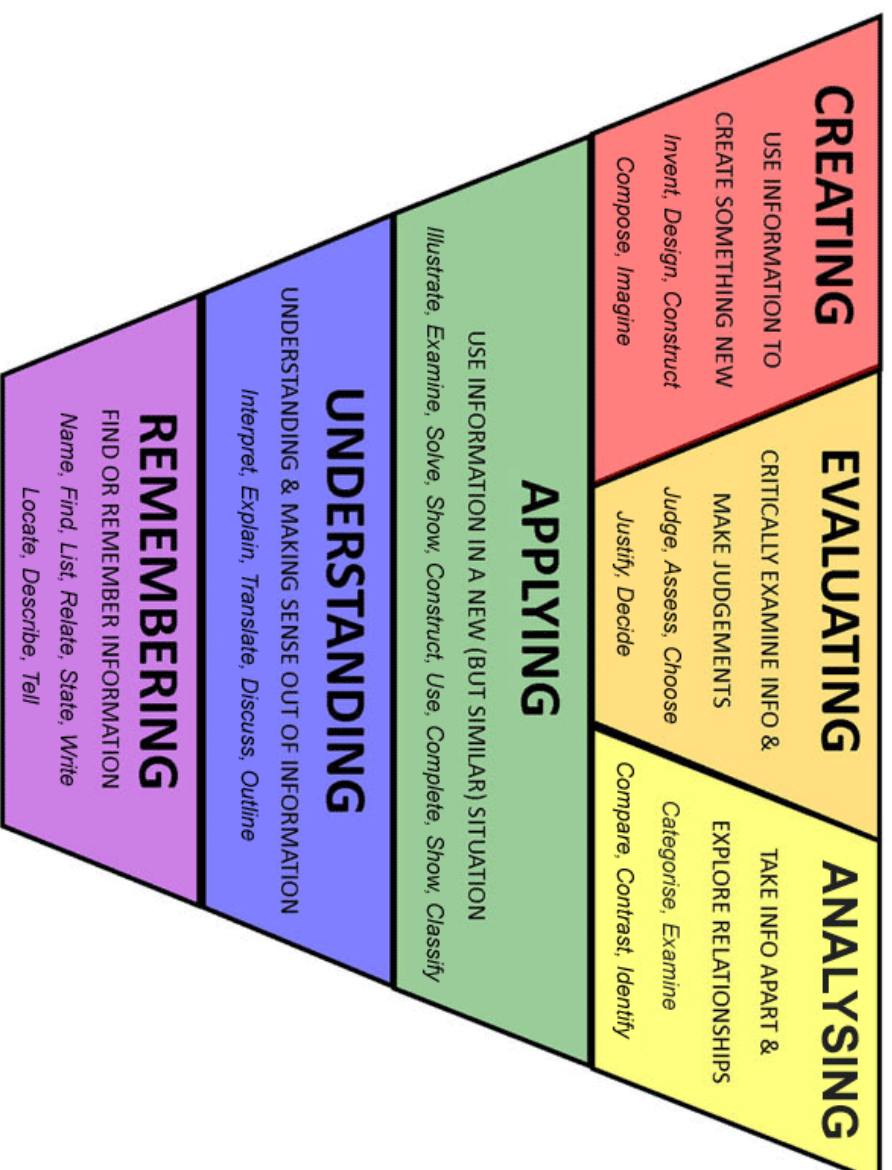 CREATING
USE INFORMATION TO
CREATE SOMETHING NEW
Invent, Design, Construct
Compose, Imagine
EVALUATING
CRITICALLY EXAMINE INFO &
MAKE JUDGEMENTS
Judge, Assess, Choose
Justify, Decide
ANALYSING
TAKE INFO APART &
EXPLORE RELATIONSHIPS
Categorise, Examine
Compare, Contrast, Identify
APPLYING
USE INFORMATION IN A NEW (BUT SIMILAR) SITUATION
Illustrate, Examine, Solve, Show, Construct, Use, Complete, Show, Classify
UNDERSTANDING
UNDERSTANDING & MAKING SENSE OUT OF INFORMATION
Interpret, Explain, Translate, Discuss, Outline
REMEMBERING
FIND OR REMEMBER INFORMATION
Name, Find, List, Relate, State, Write
Locate, Describe, Tell